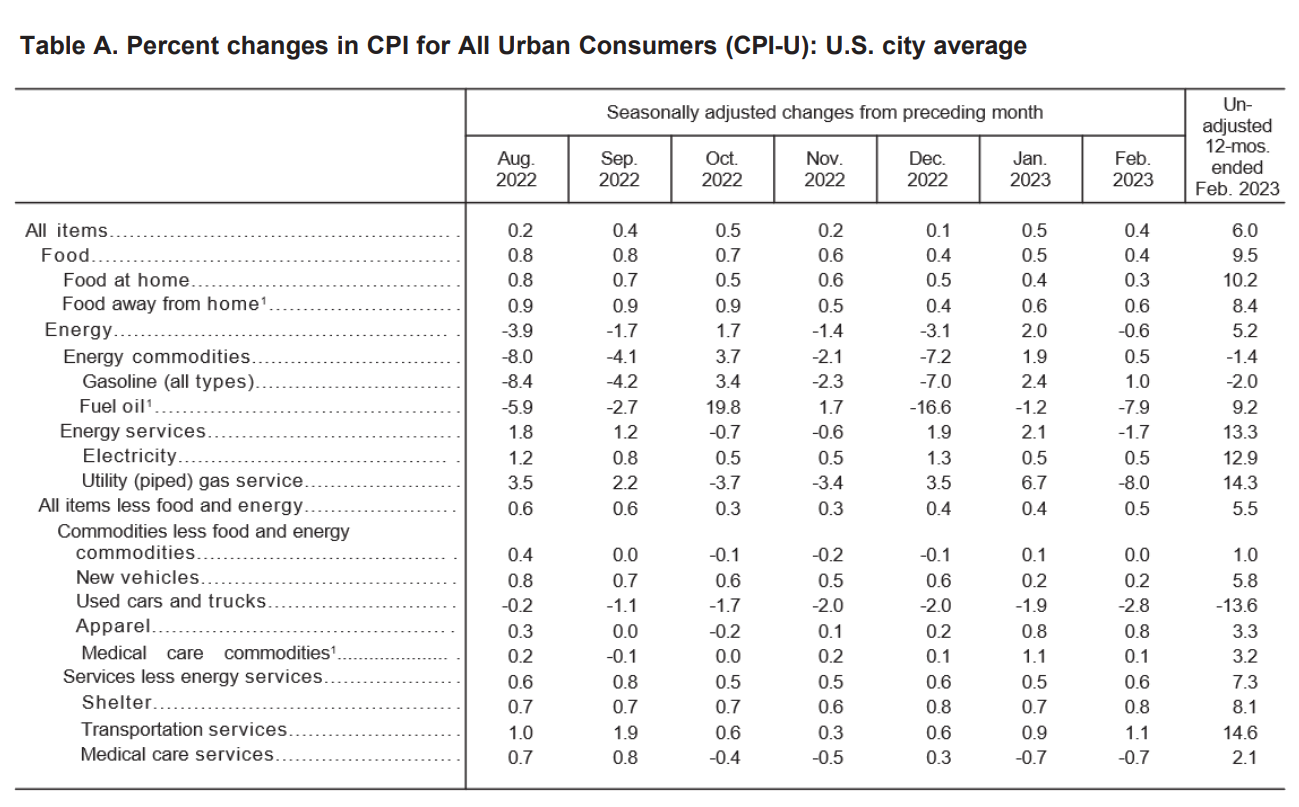 Table A. Percent changes in CPI for All Urban Consumers (CPI-U): U.S. city average
Seasonally adjusted changes from preceding month
Un-
adjusted
12-mos.
ended
Feb. 2023
Aug. 2022 Sep. 2022 Oct. 2022 Nov. 2022 Dec. 2022 Jan. 2023 Feb. 2023
All items 0.2 0.4 0.5 0.2 0.1 0.5 0.4 6.0
Food 0.8 0.8 0.7 0.6 0.4 0.5 0.4 9.5
Food at home 0.8 0.7 0.5 0.6 0.5 0.4 0.3 10.2
Food away from home¹ 0.9 0.9 0.9 0.5 0.4 0.6 0.6 8.4
Energy -3.9 -1.7 1.7 -1.4 -3.1 2.0 -0.6 5.2
Energy commodities -8.0 -4.1 3.7 -2.1 -7.2 1.9 0.5 -1.4
Gasoline (all types) -8.4 -4.2 3.4 -2.3 -7.0 2.4 1.0 -2.0
Fuel oil¹ -5.9 -2.7 19.8 1.7 -16.6 -1.2 -7.9 9.2
Energy services 1.8 1.2 -0.7 -0.6 1.9 2.1 -1.7 13.3
Electricity 1.2 0.8 0.5 0.5 1.3 0.5 0.5 12.9
Utility (piped) gas service 3.5 2.2 -3.7 -3.4 3.5 6.7 -8.0 14.3
All items less food and energy 0.6 0.6 0.3 0.3 0.4 0.4 0.5 5.5
Commodities less food and energy
commodities 0.4 0.0 -0.1 -0.2 -0.1 0.1 0.0 1.0
New vehicles 0.8 0.7 0.6 0.5 0.6 0.2 0.2 5.8
Used cars and trucks -0.2 -1.1 -1.7 -2.0 -2.0 -1.9 -2.8 -13.6
Apparel 0.3 0.0 -0.2 0.1 0.2 0.8 0.8 3.3
Medical care commodities¹ 0.2 -0.1 0.0 0.2 0.1 1.1 0.1 3.2
Services less energy services 0.6 0.8 0.5 0.5 0.6 0.5 0.6 7.3
Shelter 0.7 0.7 0.7 0.6 0.8 0.7 0.8 8.1
Transportation services 1.0 1.9 0.6 0.3 0.6 0.9 1.1 14.6
Medical care services 0.7 0.8 -0.4 -0.5 0.3 -0.7 -0.7 2.1